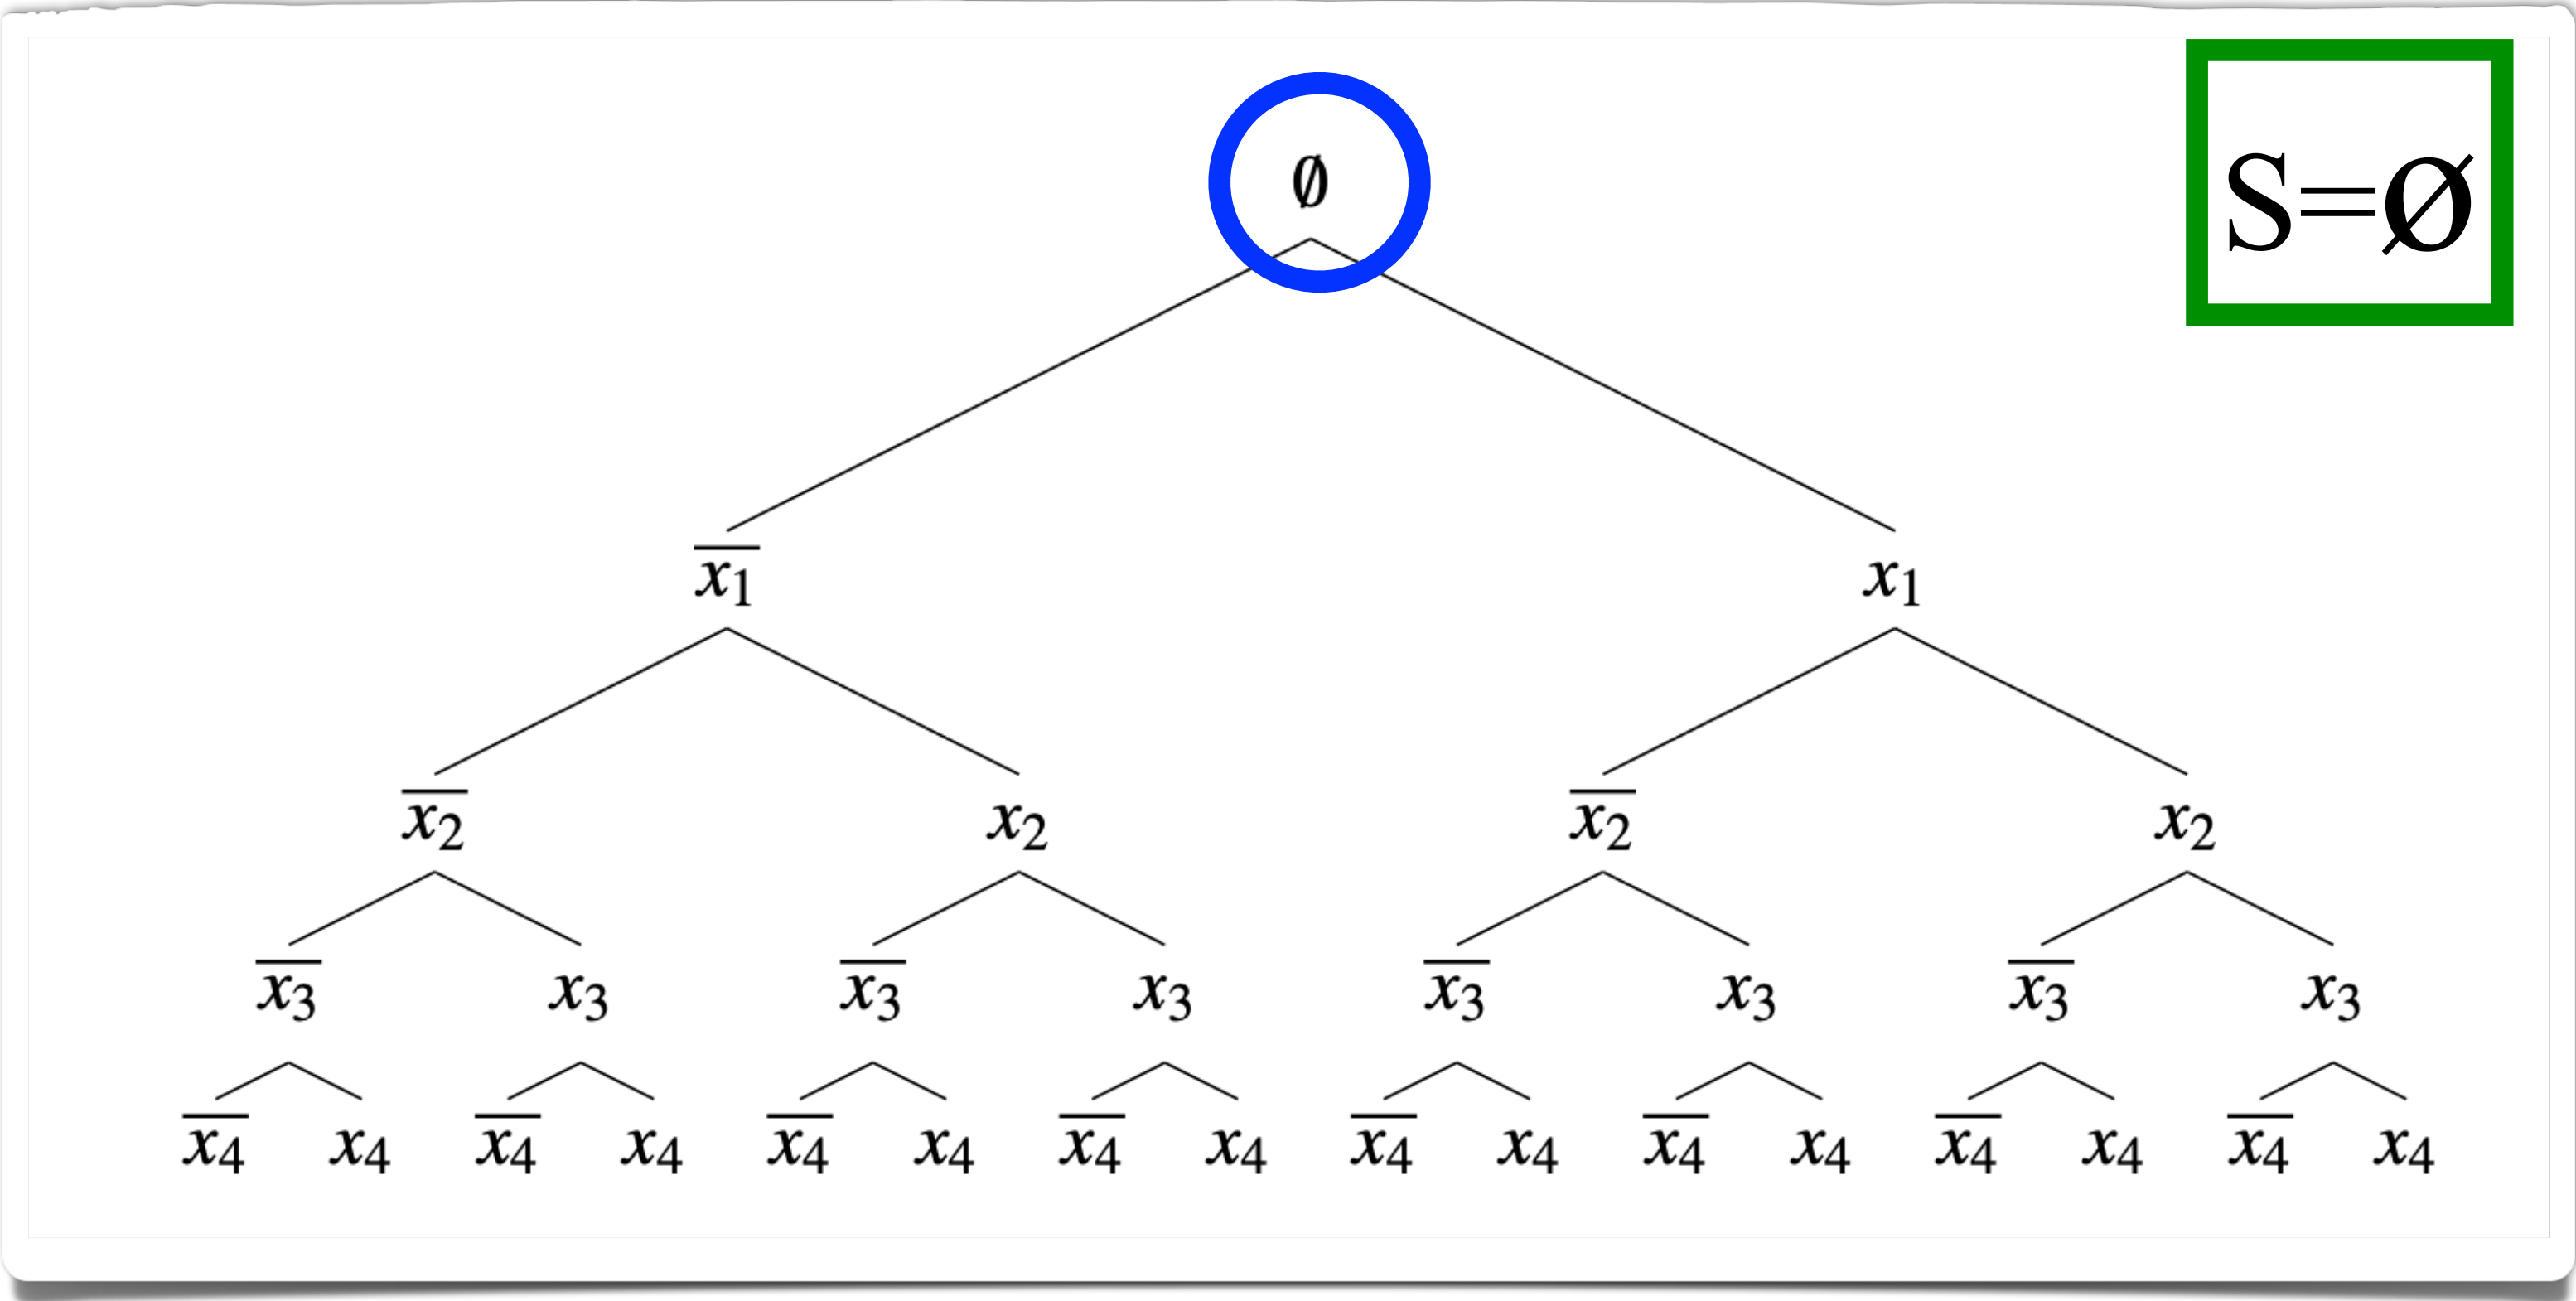 ∅
S=Ø
x̅₁ x₁
x̅₂ x₂ x̅₂ x₂
x̅₃ x₃ x̅₃ x₃ x̅₃ x₃ x̅₃ x₃
x̅₄ x₄ x̅₄ x₄ x̅₄ x₄ x̅₄ x₄ x̅₄ x₄ x̅₄ x₄ x̅₄ x₄ x̅₄ x₄